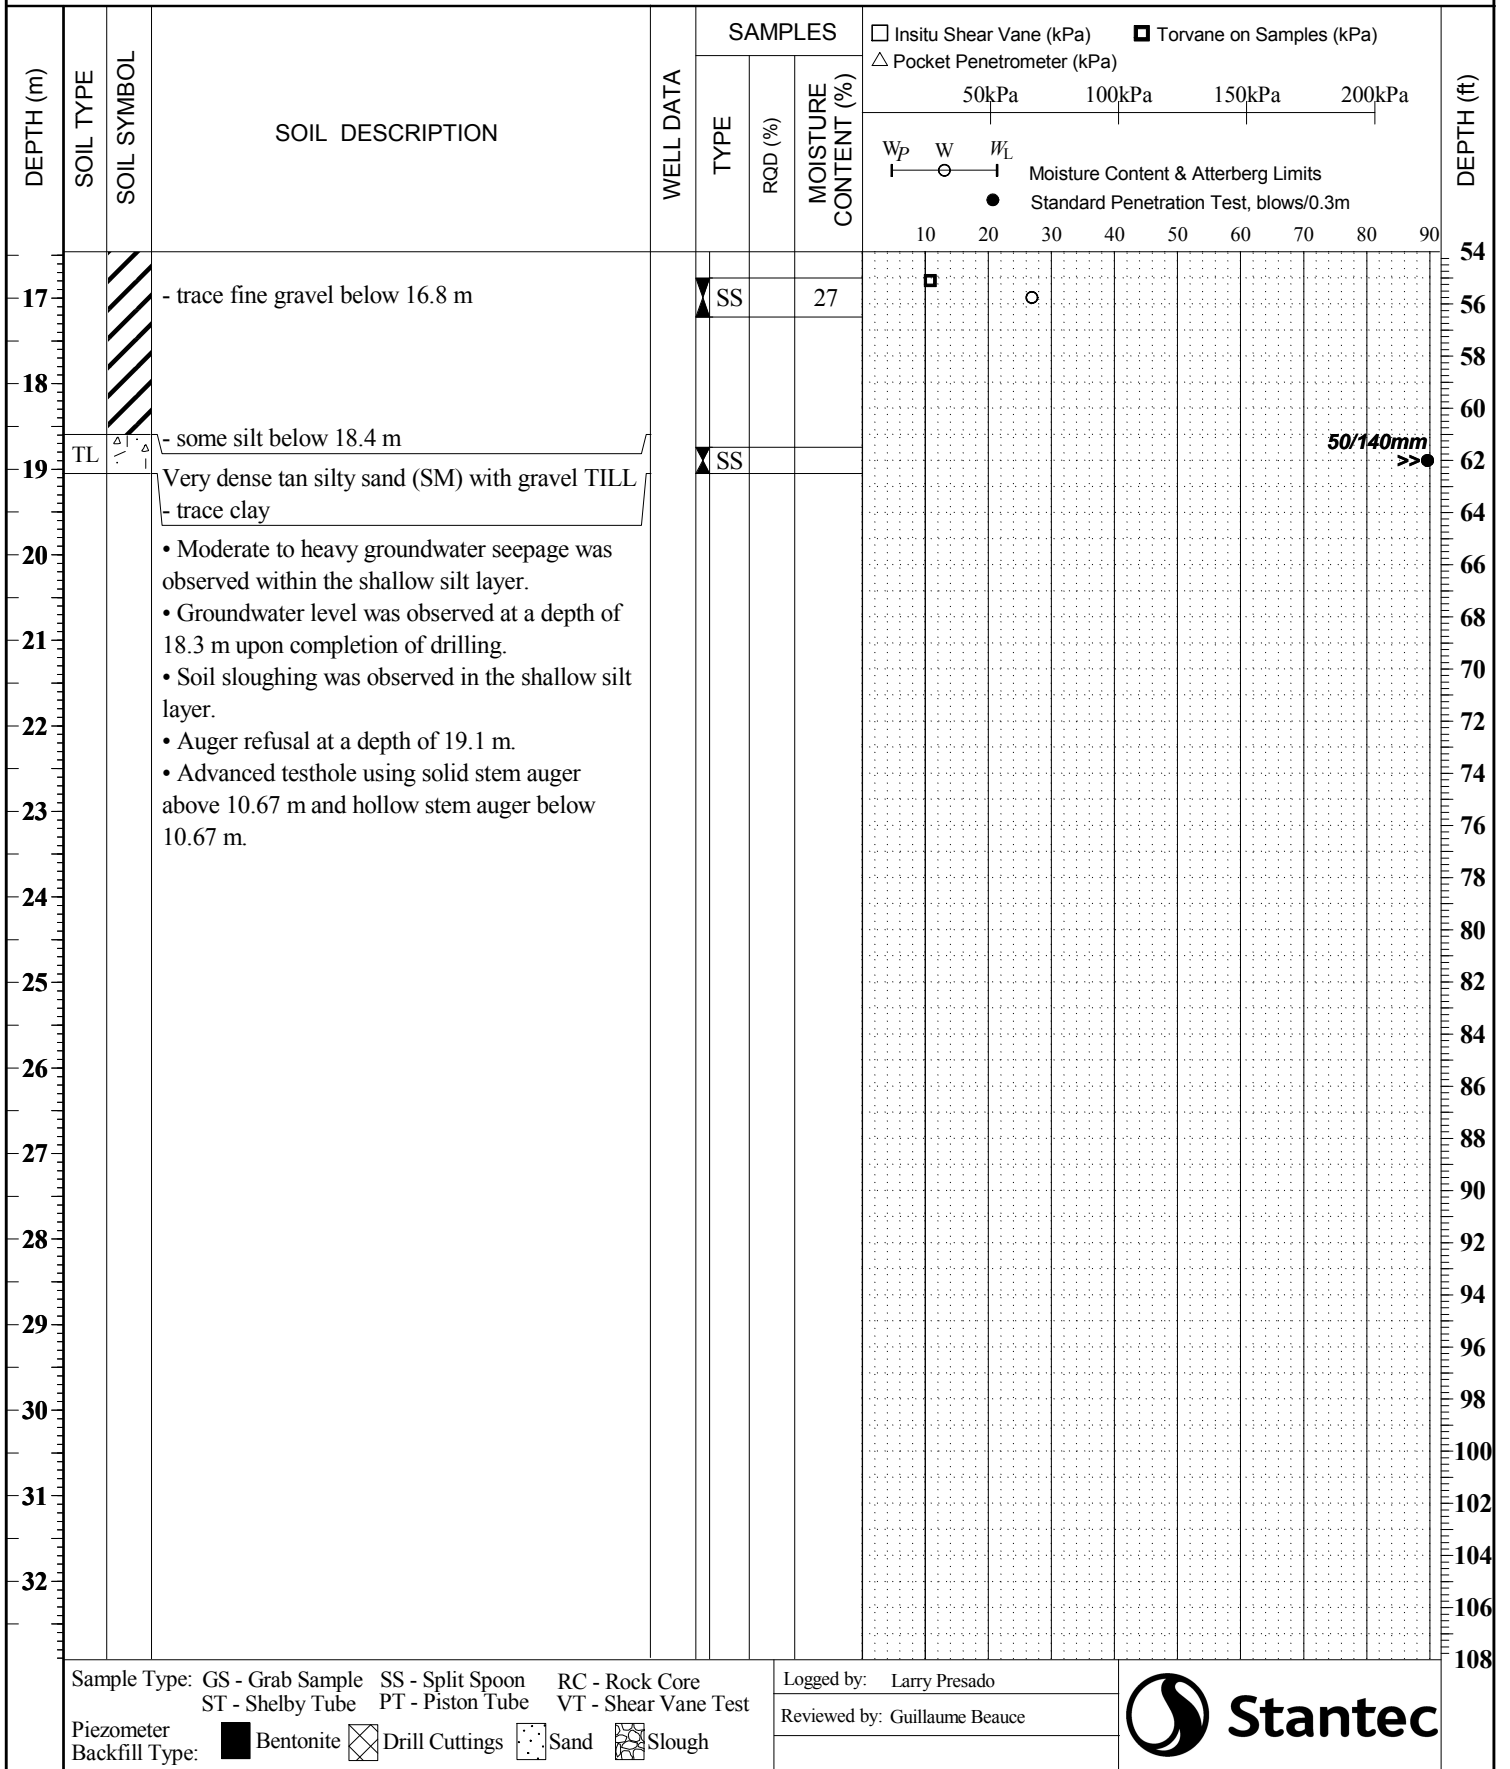 DEPTH (m)
SOIL TYPE
SOIL SYMBOL
SOIL DESCRIPTION
WELL DATA
SAMPLES
TYPE
RQD (%)
MOISTURE
CONTENT (%)
Insitu Shear Vane (kPa)
Torvane on Samples (kPa)
Pocket Penetrometer (kPa)
50kPa 100kPa 150kPa 200kPa
WP W WL
Moisture Content & Atterberg Limits
Standard Penetration Test, blows/0.3m
10 20 30 40 50 60 70 80 90
DEPTH (ft)
17
18
19
20
21
22
23
24
25
26
27
28
29
30
31
32
TL
- trace fine gravel below 16.8 m
- some silt below 18.4 m
Very dense tan silty sand (SM) with gravel TILL
- trace clay
• Moderate to heavy groundwater seepage was
observed within the shallow silt layer.
• Groundwater level was observed at a depth of
18.3 m upon completion of drilling.
• Soil sloughing was observed in the shallow silt
layer.
• Auger refusal at a depth of 19.1 m.
• Advanced testhole using solid stem auger
above 10.67 m and hollow stem auger below
10.67 m.
SS 27
SS
50/140mm
>>
54
56
58
60
62
64
66
68
70
72
74
76
78
80
82
84
86
88
90
92
94
96
98
100
102
104
106
108
Sample Type: GS - Grab Sample SS - Split Spoon RC - Rock Core
ST - Shelby Tube PT - Piston Tube VT - Shear Vane Test
Piezometer
Backfill Type: Bentonite Drill Cuttings Sand Slough
Logged by: Larry Presado
Reviewed by: Guillaume Beauce
Stantec